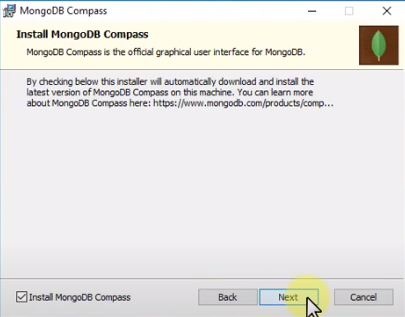 MongoDB Compass
Install MongoDB Compass
MongoDB Compass is the official graphical user interface for MongoDB.
By checking below this installer will automatically download and install the
latest version of MongoDB Compass on this machine. You can learn more
about MongoDB Compass here: https://www.mongodb.com/products/comp...
Install MongoDB Compass
Back
Next
Cancel